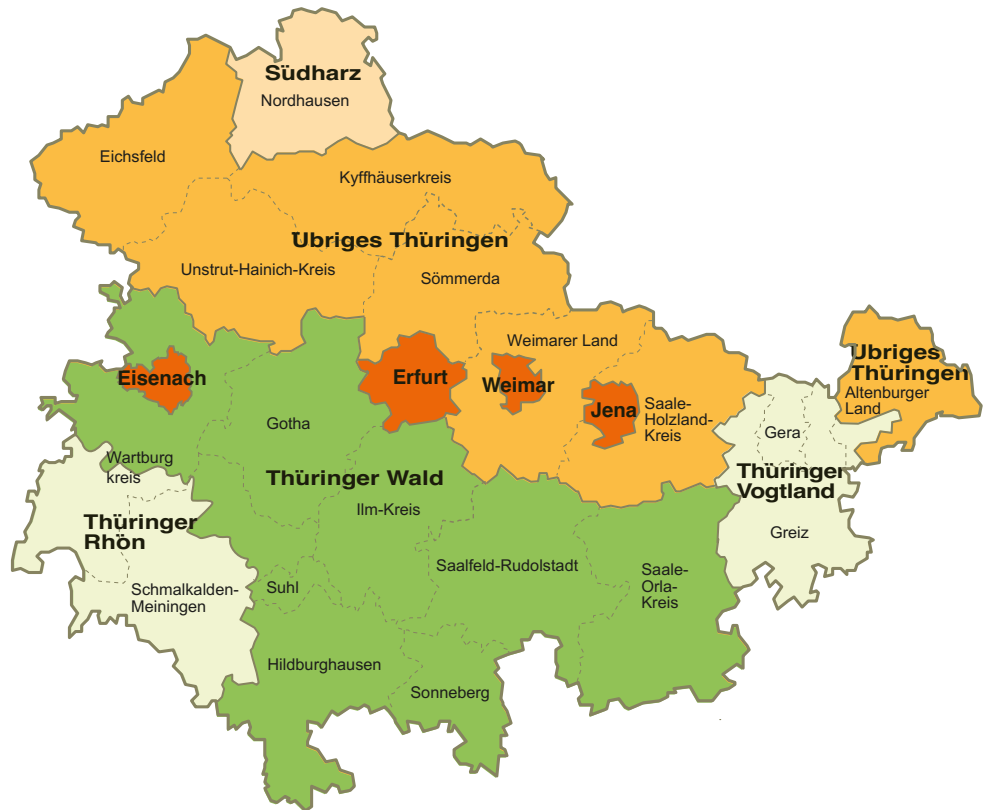 Südharz
Nordhausen
Eichsfeld
Kyffhäuserkreis
Übriges Thüringen
Unstrut-Hainich-Kreis
Sömmerda
Weimarer Land
Übriges
Thüringen
Altenburger
Land
Eisenach
Erfurt
Weimar
Jena
Saale-
Holzland-
Kreis
Gotha
Gera
Wartburg
kreis
Thüringer Wald
Thüringer
Vogtland
Ilm-Kreis
Thüringer
Rhön
Greiz
Saalfeld-Rudolstadt
Saale-
Orla-
Kreis
Suhl
Schmalkalden-
Meiningen
Hildburghausen
Sonneberg